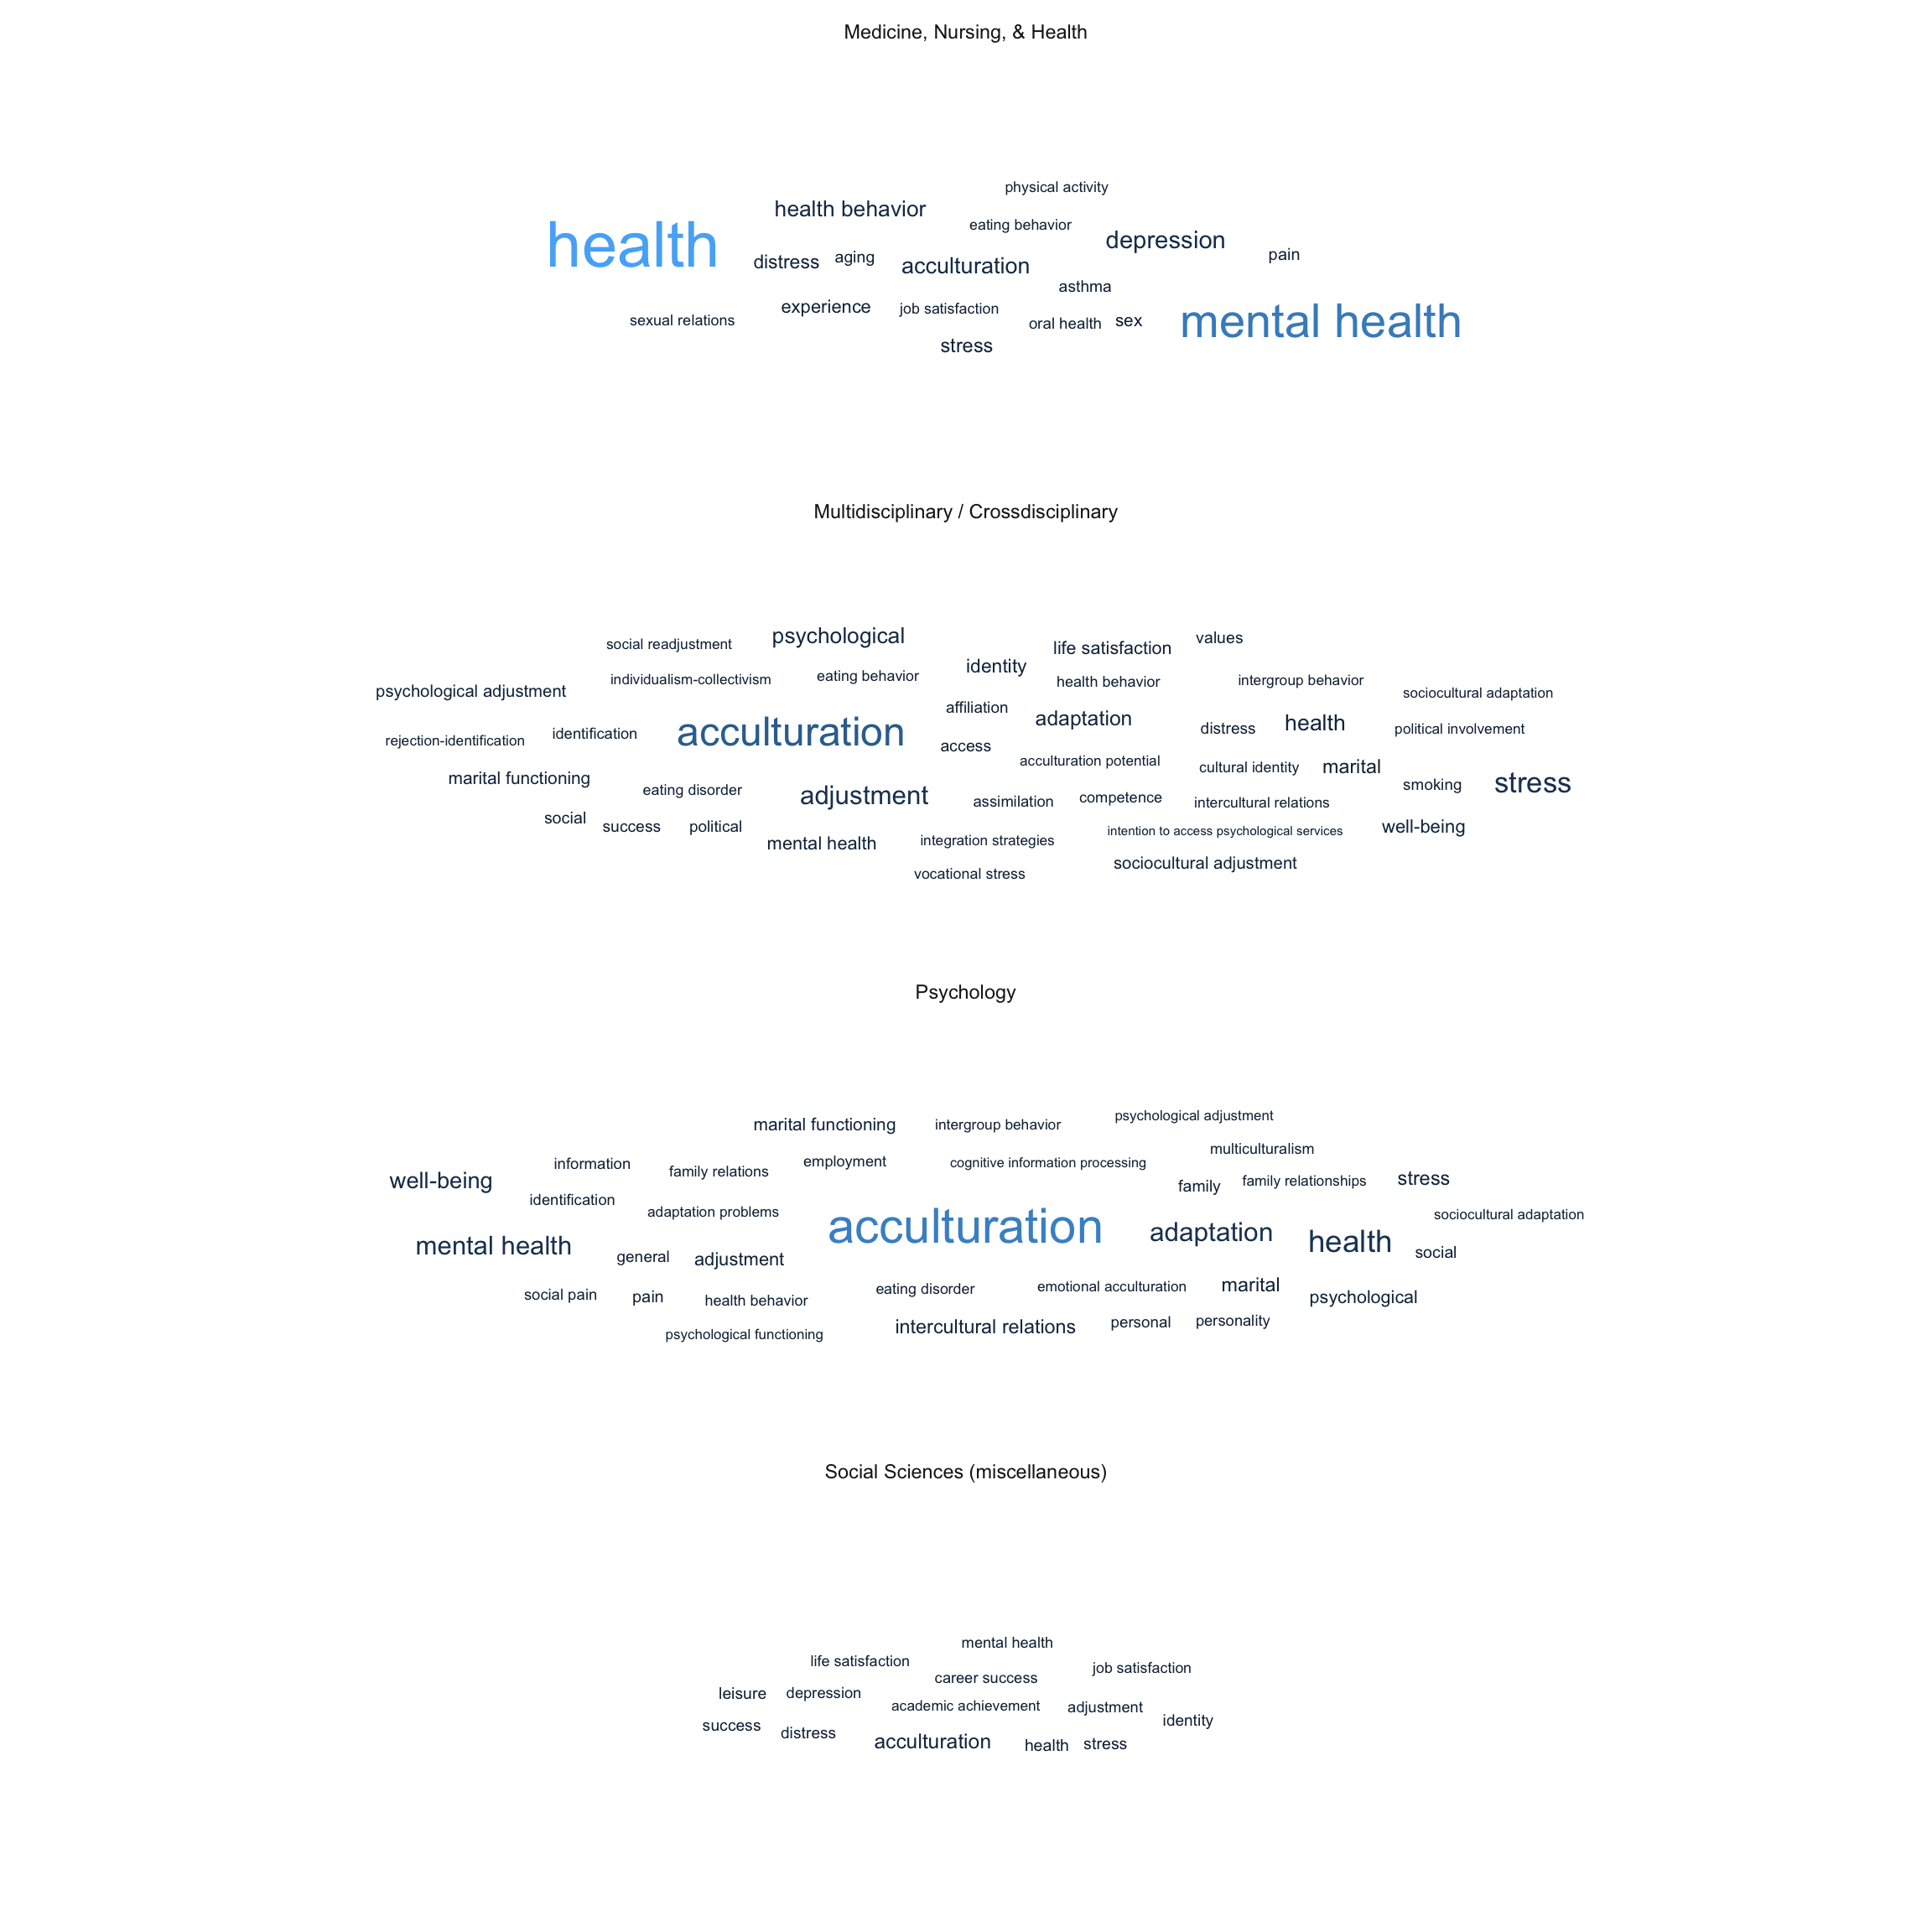 Medicine, Nursing, & Health
physical activity
health behavior
eating behavior
health
depression
pain
distress
aging
acculturation
asthma
sexual relations
experience
job satisfaction
oral health
sex
mental health
stress
Multidisciplinary / Crossdisciplinary
social readjustment
psychological
life satisfaction
values
identity
psychological adjustment
individualism-collectivism
eating behavior
health behavior
intergroup behavior
sociocultural adaptation
affiliation
adaptation
rejection-identification
identification
acculturation
access
distress
health
political involvement
acculturation potential
cultural identity
marital
marital functioning
eating disorder
adjustment
assimilation
competence
intercultural relations
smoking
stress
social
success
political
mental health
integration strategies
intention to access psychological services
well-being
vocational stress
sociocultural adjustment
Psychology
marital functioning
intergroup behavior
psychological adjustment
multiculturalism
well-being
information
family relations
employment
cognitive information processing
family
family relationships
stress
identification
adaptation problems
acculturation
adaptation
health
sociocultural adaptation
mental health
general
adjustment
social
social pain
pain
health behavior
eating disorder
emotional acculturation
marital
psychological
psychological functioning
intercultural relations
personal
personality
Social Sciences (miscellaneous)
mental health
life satisfaction
career success
job satisfaction
leisure
depression
academic achievement
adjustment
identity
success
distress
acculturation
health
stress